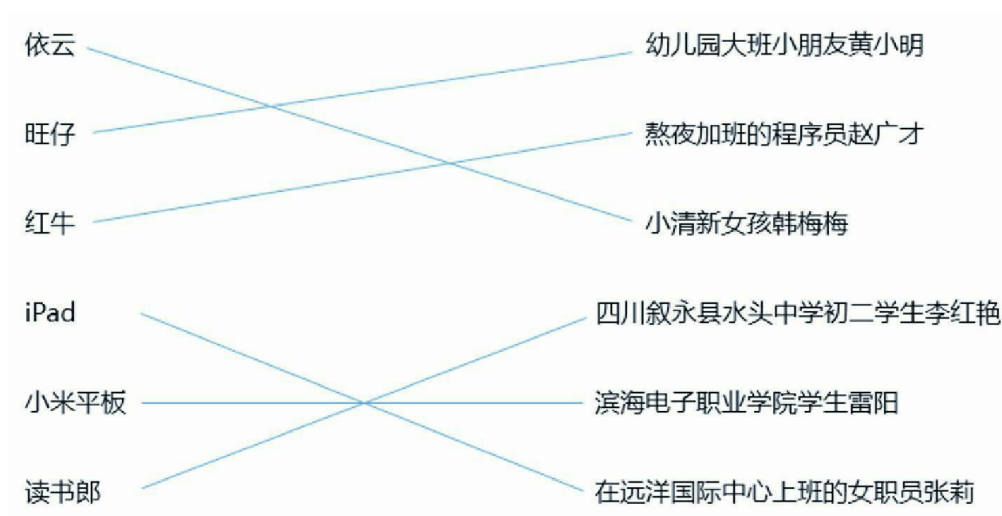 依云 幼儿园大班小朋友黄小明
旺仔 熬夜加班的程序员赵广才
红牛 小清新女孩韩梅梅
iPad 四川叙永县水头中学初二学生李红艳
小米平板 滨海电子职业学院学生雷阳
读书郎 在远洋国际中心上班的女职员张莉